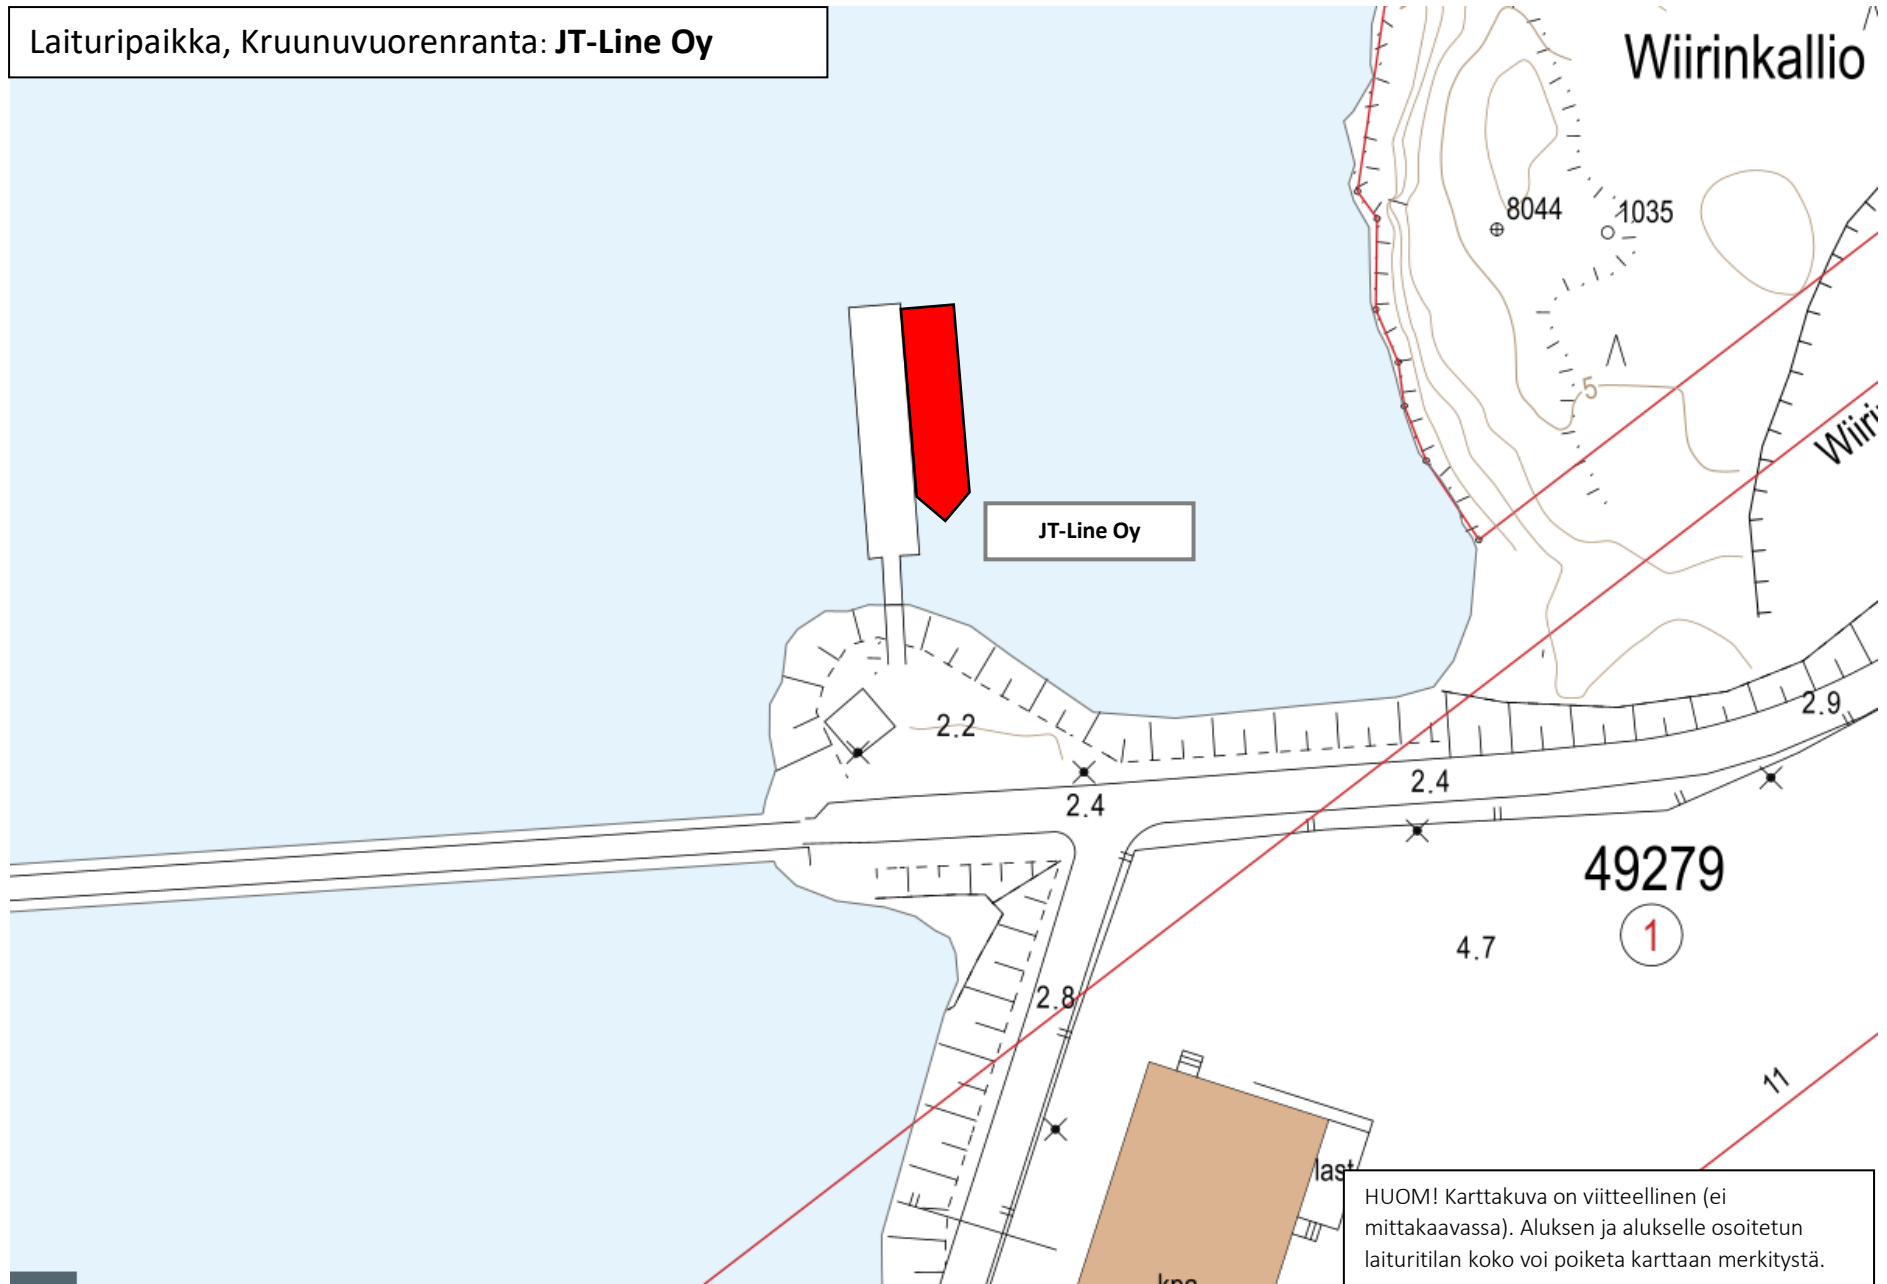 Laituripaikka, Kruunuvuorenranta: JT-Line Oy
Wiirinkallio
8044
1035
5
JT-Line Oy
2.2
2.9
2.4
2.4
49279
1
4.7
2.8
11
last
HUOM! Karttakuva on viitteellinen (ei
mittakaavassa). Aluksen ja alukselle osoitetun
laituritilan koko voi poiketa karttaan merkitystä.